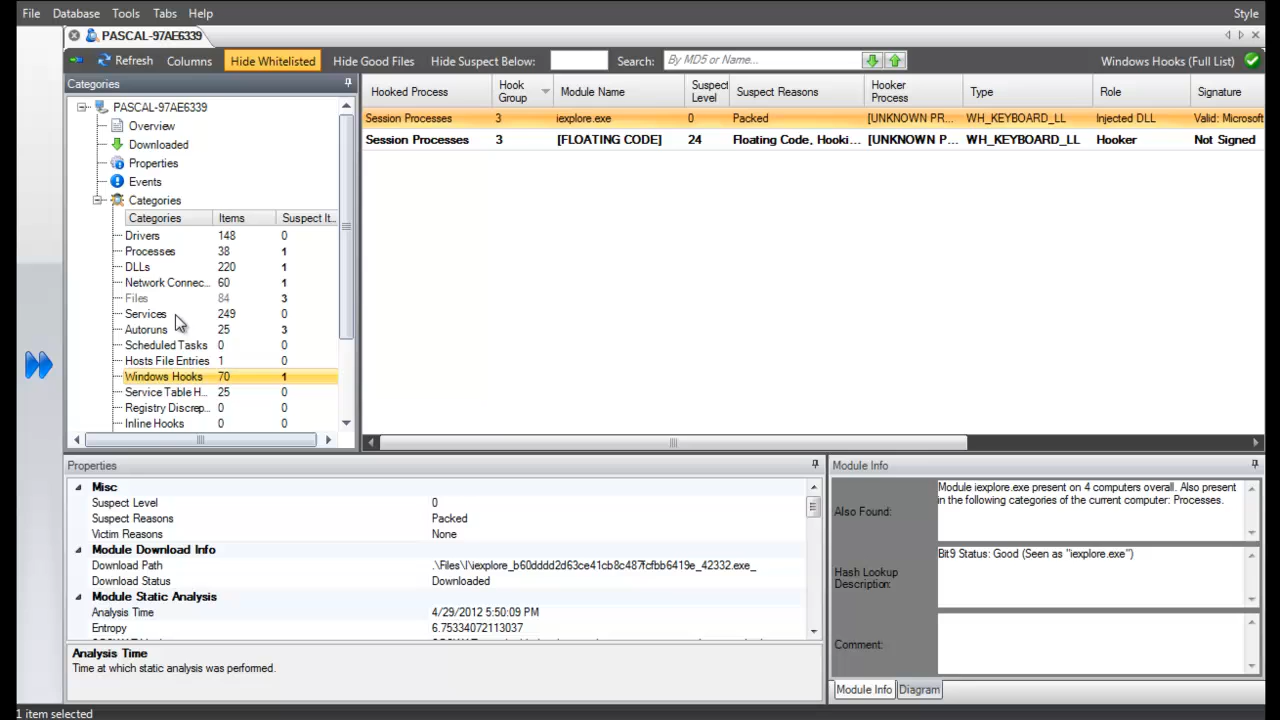 File Database Tools Tabs Help Style
PASCAL-97AE6339
Refresh Columns Hide Whitelisted Hide Good Files Hide Suspect Below: Search: By MD5 or Name... Windows Hooks (Full List)
Categories
PASCAL-97AE6339
Overview
Downloaded
Properties
Events
Categories
Categories Items Suspect It...
Drivers 148 0
Processes 38 1
DLLs 220 1
Network Connec... 60 1
Files 84 3
Services 249 0
Autoruns 25 3
Scheduled Tasks 0 0
Hosts File Entries 1 0
Windows Hooks 70 1
Service Table H... 25 0
Registry Discrep... 0 0
Inline Hooks 0 0
Hooked Process Hook Group Module Name Suspect Level Suspect Reasons Hooker Process Type Role Signature
Session Processes 3 iexplore.exe 0 Packed [UNKNOWN PR... WH_KEYBOARD_LL Injected DLL Valid: Microsoft
Session Processes 3 [FLOATING CODE] 24 Floating Code, Hooki... [UNKNOWN P... WH_KEYBOARD_LL Hooker Not Signed
Properties
Misc
Suspect Level 0
Suspect Reasons Packed
Victim Reasons None
Module Download Info
Download Path .\Files\I\iexplore_b60dddd2d63ce41cb8c487fcfbb6419e_42332.exe_
Download Status Downloaded
Module Static Analysis
Analysis Time 4/29/2012 5:50:09 PM
Entropy 6.75334072113037
Analysis Time
Time at which static analysis was performed.
Module Info
Also Found:
Module iexplore.exe present on 4 computers overall. Also present
in the following categories of the current computer: Processes.
Hash Lookup
Description:
Bit9 Status: Good (Seen as "iexplore.exe")
Comment:
Module Info Diagram
1 item selected